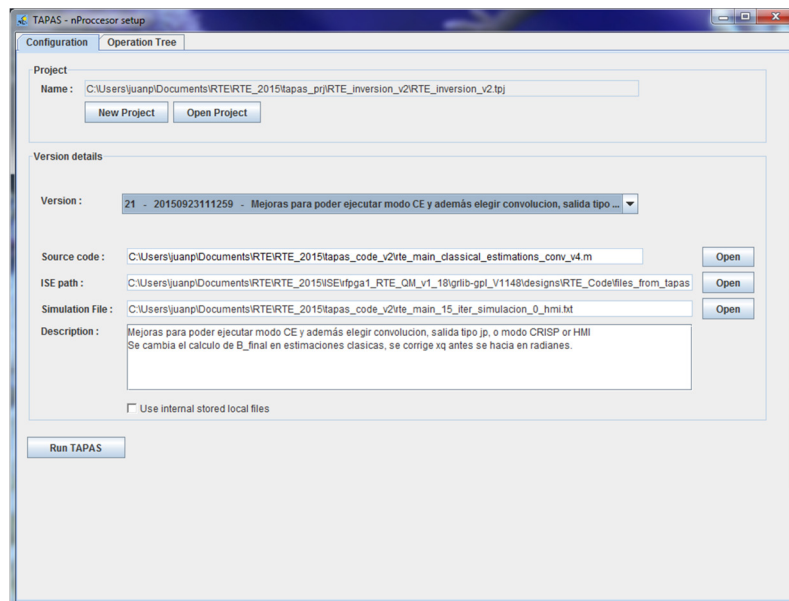 TAPAS - nProccesor setup
Configuration
Operation Tree
Project
Name : C:\Users\juanp\Documents\RTE\RTE_2015\tapas_prj\RTE_inversion_v2\RTE_inversion_v2.tpj
New Project Open Project
Version details
Version : 21 - 20150923111259 - Mejoras para poder ejecutar modo CE y además elegir convolucion, salida tipo ...
Source code : C:\Users\juanp\Documents\RTE\RTE_2015\tapas_code_v2\rte_main_classical_estimations_conv_v4.m Open
ISE path : C:\Users\juanp\Documents\RTE\RTE_2015\ISE\vfpga1_RTE_QM_v1_18\grlib-gpl_V1148\designs\RTE_Code\files_from_tapas Open
Simulation File : C:\Users\juanp\Documents\RTE\RTE_2015\tapas_code_v2\rte_main_15_iter_simulacion_0_hmi.txt Open
Description : Mejoras para poder ejecutar modo CE y además elegir convolucion, salida tipo jp, o modo CRISP or HMI
Se cambia el calculo de B_final en estimaciones clasicas, se corrige xq antes se hacia en radianes.
Use internal stored local files
Run TAPAS